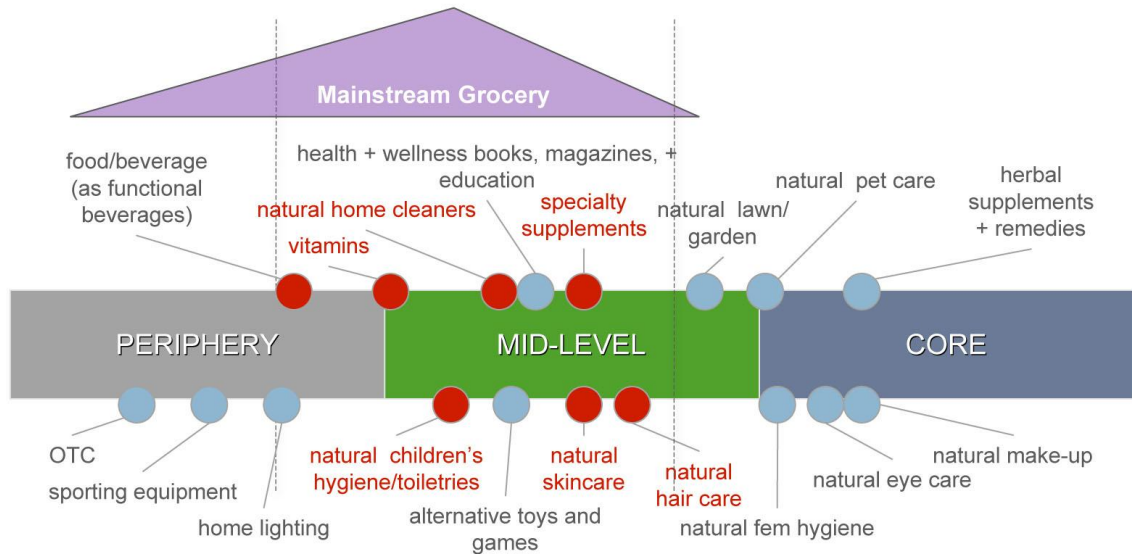 Mainstream Grocery
food/beverage
(as functional
beverages)
health + wellness books, magazines, +
education
natural home cleaners
vitamins
specialty
supplements
natural lawn/
garden
natural pet care
herbal
supplements
+ remedies
PERIPHERY
MID-LEVEL
CORE
OTC
sporting equipment
home lighting
natural children's
hygiene/toiletries
alternative toys and
games
natural
skincare
natural
hair care
natural fem hygiene
natural eye care
natural make-up